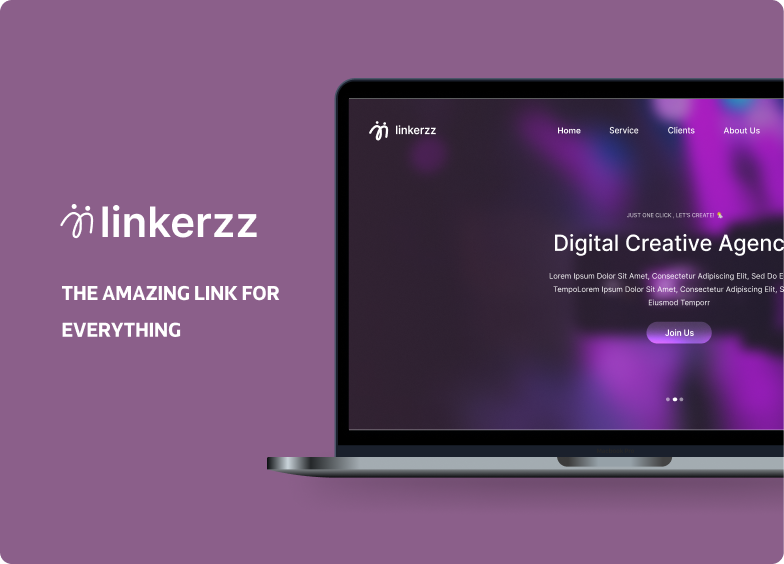 linkerzz
THE AMAZING LINK FOR
EVERYTHING
linkerzz
Home Service Clients About Us
JUST ONE CLICK , LET'S CREATE!
Digital Creative Agenc
Lorem Ipsum Dolor Sit Amet, Consectetur Adipiscing Elit, Sed Do E
TempoLorem Ipsum Dolor Sit Amet, Consectetur Adipiscing Elit, S
Eiusmod Temporr
Join Us